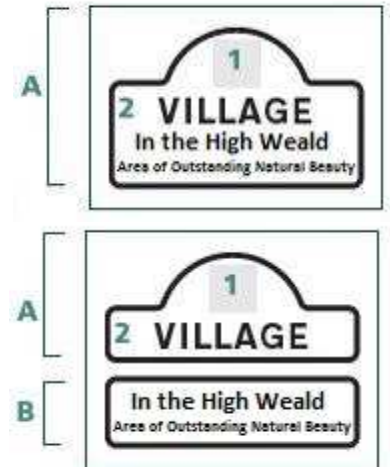 A
1
2 VILLAGE
In the High Weald
Area of Outstanding Natural Beauty
A
1
2 VILLAGE
B
In the High Weald
Area of Outstanding Natural Beauty